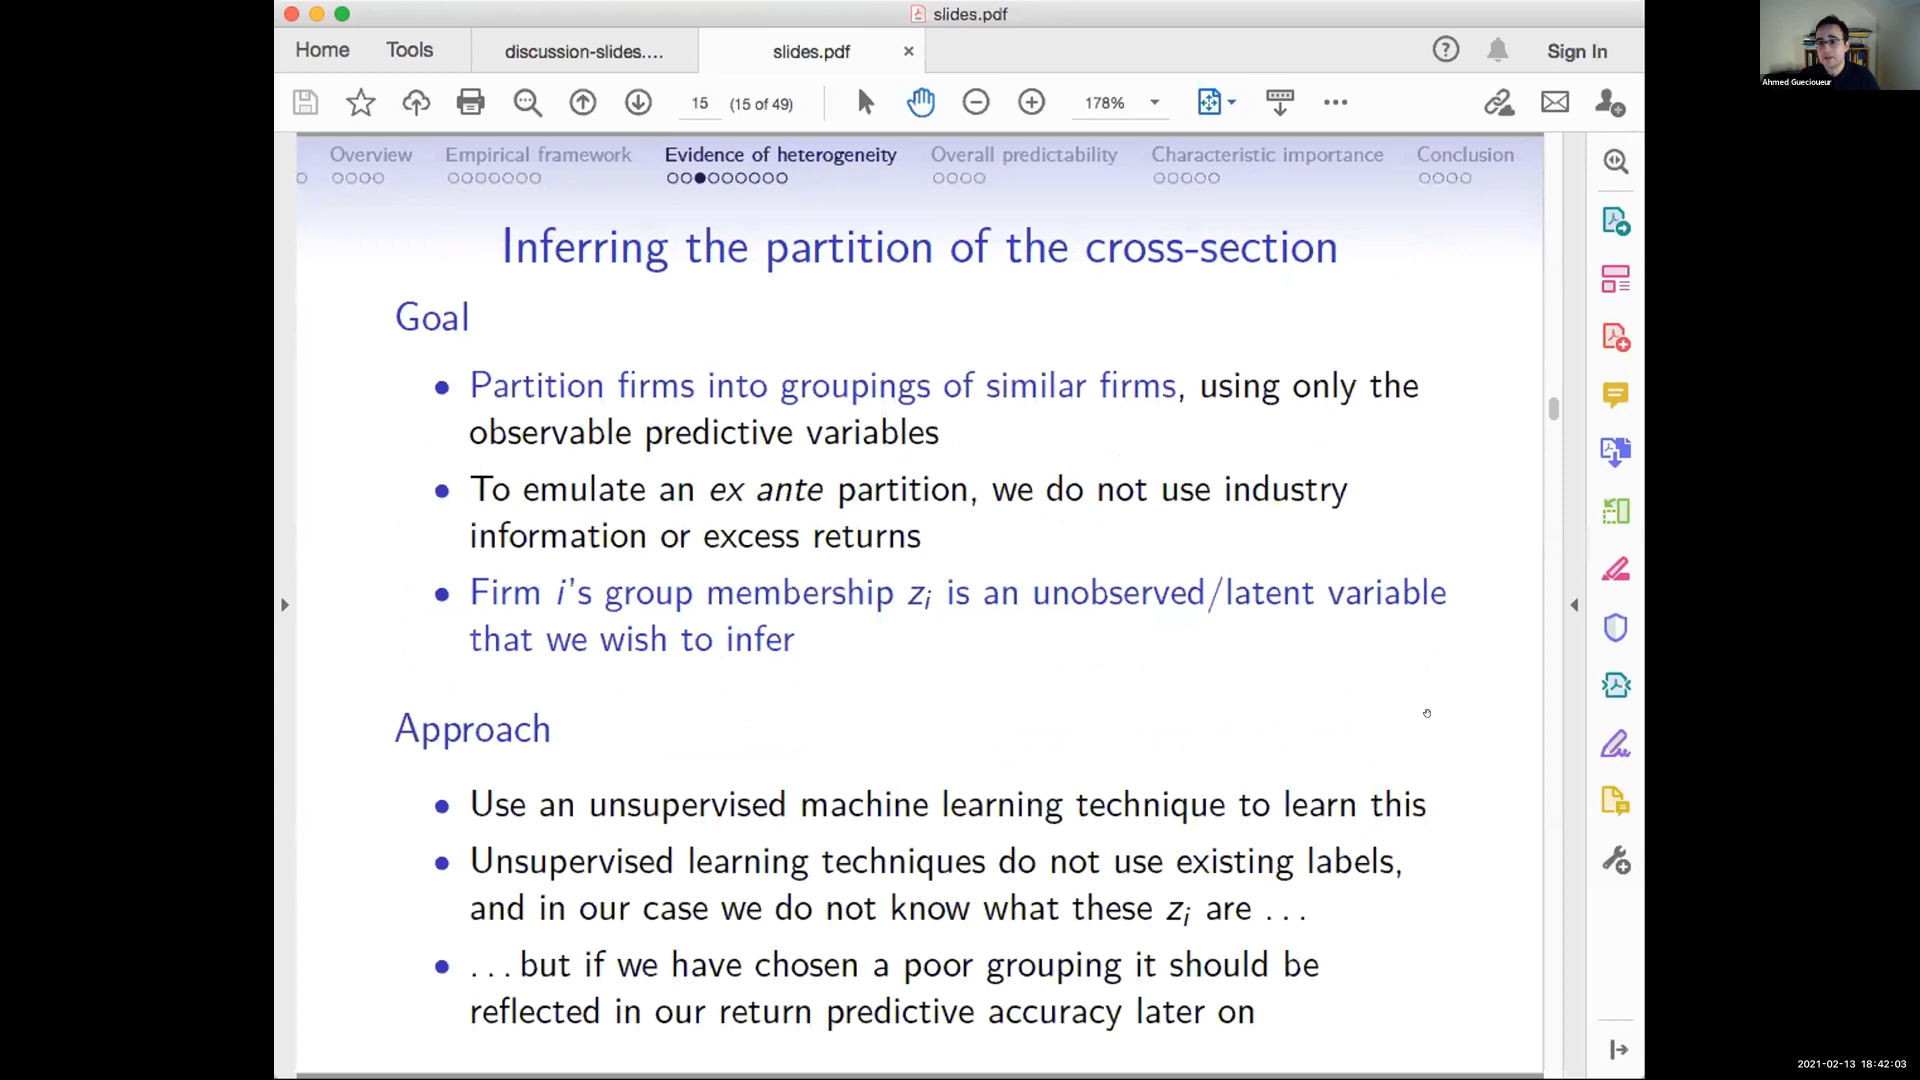 slides.pdf
Home Tools discussion-slides.... slides.pdf Sign In
15 (15 of 49) 178%
Ahmed Guecioueur
Overview Empirical framework Evidence of heterogeneity Overall predictability Characteristic importance Conclusion
Inferring the partition of the cross-section
Goal
• Partition firms into groupings of similar firms, using only the
observable predictive variables
• To emulate an ex ante partition, we do not use industry
information or excess returns
• Firm i's group membership zᵢ is an unobserved/latent variable
that we wish to infer
Approach
• Use an unsupervised machine learning technique to learn this
• Unsupervised learning techniques do not use existing labels,
and in our case we do not know what these zᵢ are ...
• ...but if we have chosen a poor grouping it should be
reflected in our return predictive accuracy later on
2021-02-13 18:42:03